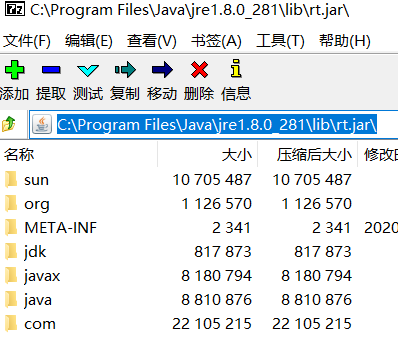 7z C:\Program Files\Java\jre1.8.0_281\lib\rt.jar\
文件(F) 编辑(E) 查看(V) 书签(A) 工具(T) 帮助(H)
添加 提取 测试 复制 移动 删除 信息
C:\Program Files\Java\jre1.8.0_281\lib\rt.jar\
名称 大小 压缩后大小 修改
sun 10 705 487 10 705 487
org 1 126 570 1 126 570
META-INF 2 341 2 341 2020
jdk 817 873 817 873
javax 8 180 794 8 180 794
java 8 810 876 8 810 876
com 22 105 215 22 105 215